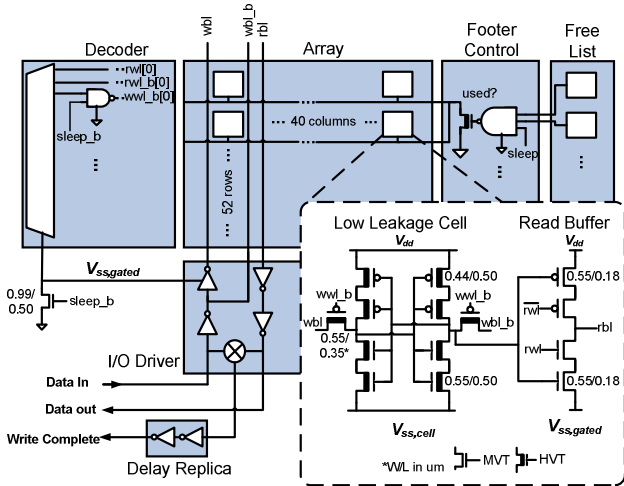 wbl
wbl_b
rbl
Decoder
Array
Footer
Control
Free
List
rwl[0]
rwl_b[0]
wwl_b[0]
sleep_b
used?
sleep
40 columns
52 rows
Vss,gated
0.99/
0.50
sleep_b
I/O Driver
Data In
Data out
Write Complete
Delay Replica
Low Leakage Cell
Read Buffer
Vdd
Vdd
0.44/0.50
0.55/0.18
wwl_b
wwl_b
wbl
wbl_b
rwl
rbl
0.55/
0.35*
rwl
0.55/0.50
0.55/0.18
Vss,cell
Vss,gated
*W/L in um
MVT
HVT